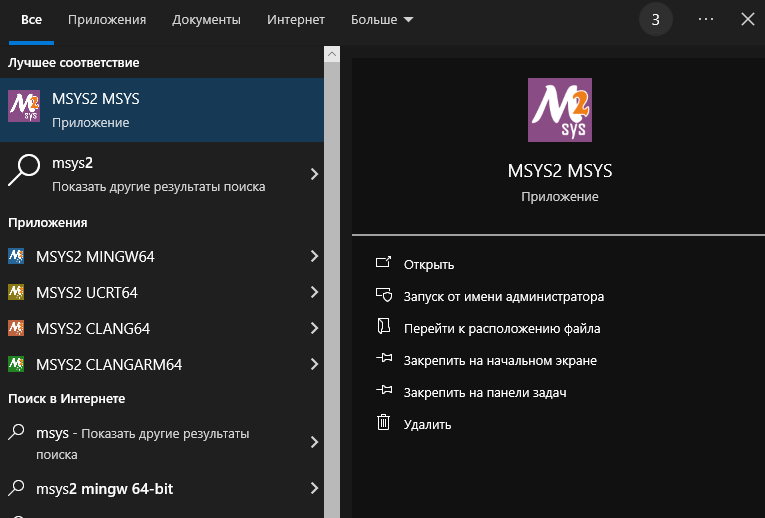 Все Приложения Документы Интернет Больше 3
Лучшее соответствие
MSYS2 MSYS
Приложение
msys2
Показать другие результаты поиска
Приложения
MSYS2 MINGW64
MSYS2 UCRT64
MSYS2 CLANG64
MSYS2 CLANGARM64
Поиск в Интернете
msys - Показать другие результаты
поиска
msys2 mingw 64-bit
M2
sys
MSYS2 MSYS
Приложение
Открыть
Запуск от имени администратора
Перейти к расположению файла
Закрепить на начальном экране
Закрепить на панели задач
Удалить